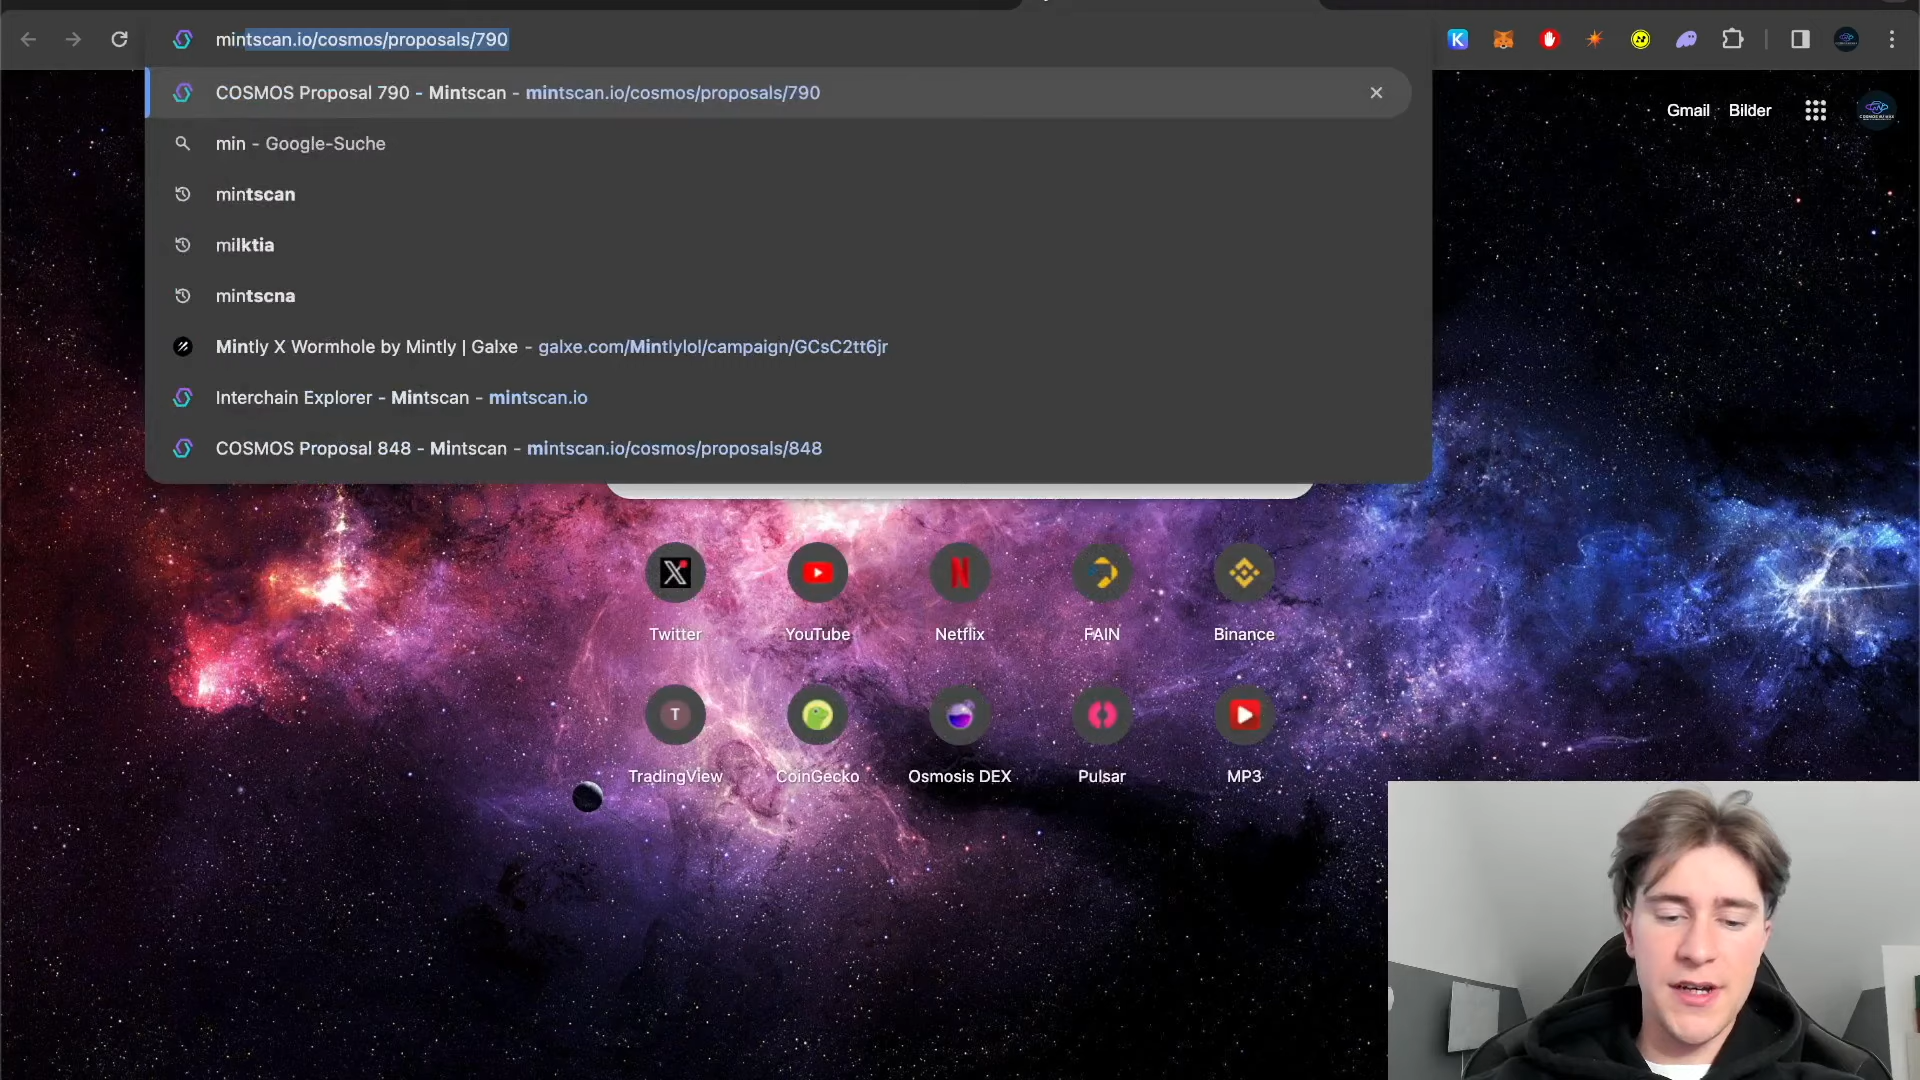 mintscan.io/cosmos/proposals/790
COSMOS Proposal 790 - Mintscan - mintscan.io/cosmos/proposals/790
min - Google-Suche
mintscan
milktia
mintscna
Mintly X Wormhole by Mintly | Galxe - galxe.com/Mintlylol/campaign/GCsC2tt6jr
Interchain Explorer - Mintscan - mintscan.io
COSMOS Proposal 848 - Mintscan - mintscan.io/cosmos/proposals/848
Gmail Bilder
Twitter YouTube Netflix FAIN Binance
T
TradingView CoinGecko Osmosis DEX Pulsar MP3